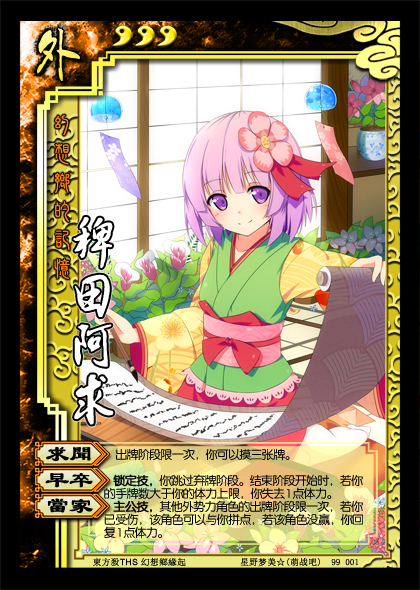 外
幻想鄉的記憶
稗田阿求
求聞
出牌阶段限一次，你可以摸三张牌。
早卒
锁定技，你跳过弃牌阶段。结束阶段开始时，若你
的手牌数大于你的体力上限，你失去1点体力。
當家
主公技，其他外势力角色的出牌阶段限一次，若你
已受伤，该角色可以与你拼点，若该角色没赢，你回
复1点体力。
東方殺THS 幻想鄉緣起
星野梦美☆(萌战吧) 99 001